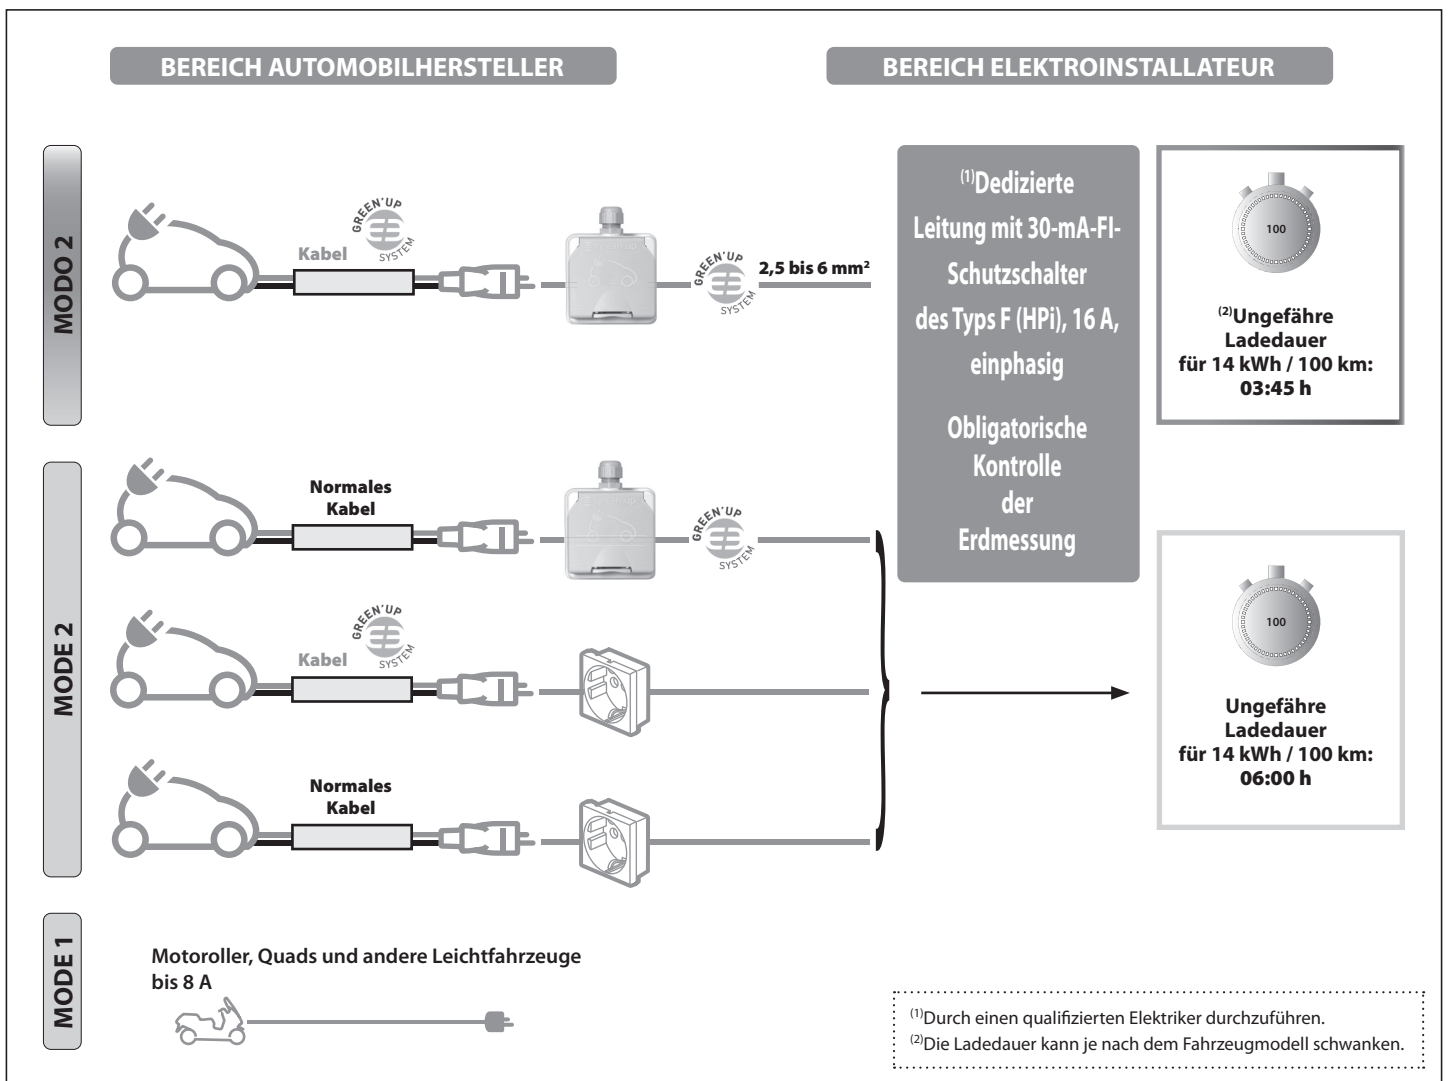 BEREICH AUTOMOBILHERSTELLER
BEREICH ELEKTROINSTALLATEUR
MODO 2
Kabel
GREEN'UP
SYSTEM
GREEN'UP
SYSTEM
2,5 bis 6 mm²
(1)Dedizierte
Leitung mit 30-mA-FI-
Schutzschalter
des Typs F (HPi), 16 A,
einphasig
Obligatorische
Kontrolle
der
Erdmessung
100
(2)Ungefähre
Ladedauer
für 14 kWh / 100 km:
03:45 h
MODE 2
Normales
Kabel
GREEN'UP
SYSTEM
Kabel
GREEN'UP
SYSTEM
Normales
Kabel
100
Ungefähre
Ladedauer
für 14 kWh / 100 km:
06:00 h
MODE 1
Motoroller, Quads und andere Leichtfahrzeuge
bis 8 A
(1)Durch einen qualifizierten Elektriker durchzuführen.
(2)Die Ladedauer kann je nach dem Fahrzeugmodell schwanken.